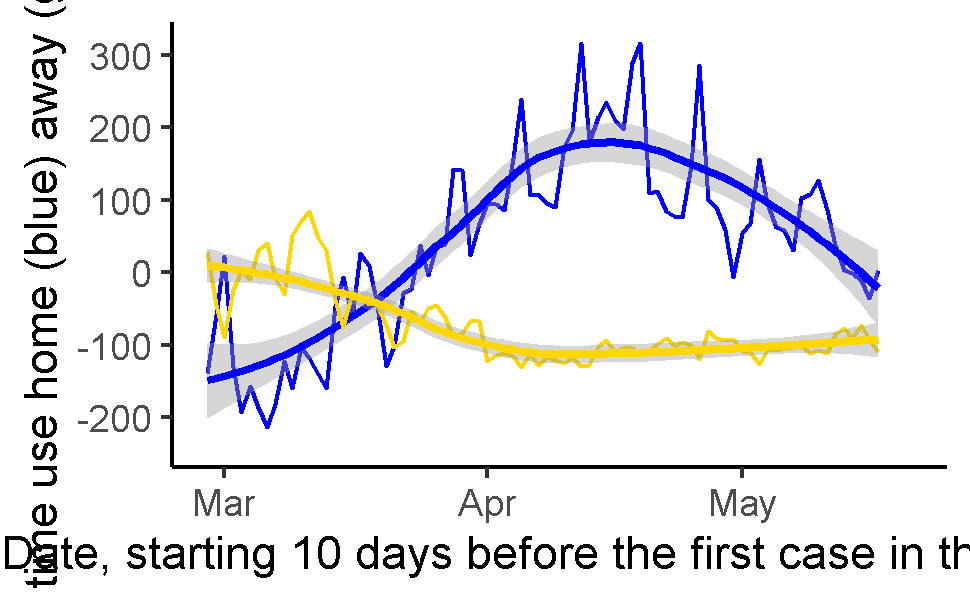 time use home (blue) away (
300
200
100
0
-100
-200
Mar Apr May
Date, starting 10 days before the first case in th